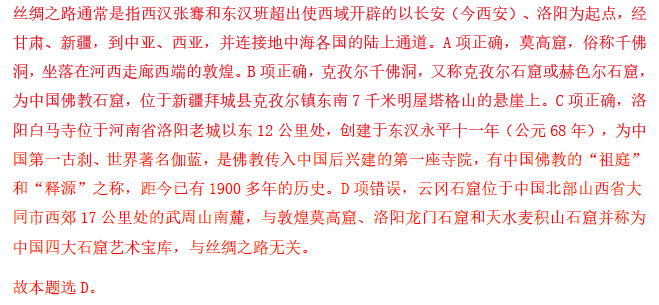 丝绸之路通常是指西汉张骞和东汉班超出使西域开辟的以长安（今西安）、洛阳为起点，经
甘肃、新疆，到中亚、西亚，并连接地中海各国的陆上通道。A 项正确，莫高窟，俗称千佛
洞，坐落在河西走廊西端的敦煌。B 项正确，克孜尔千佛洞，又称克孜尔石窟或赫色尔石窟，
为中国佛教石窟，位于新疆拜城县克孜尔镇东南 7 千米明屋塔格山的悬崖上。C 项正确，洛
阳白马寺位于河南省洛阳老城以东 12 公里处，创建于东汉永平十一年（公元 68 年），为中
国第一古刹、世界著名伽蓝，是佛教传入中国后兴建的第一座寺院，有中国佛教的“祖庭”
和“释源”之称，距今已有 1900 多年的历史。D 项错误，云冈石窟位于中国北部山西省大
同市西郊 17 公里处的武周山南麓，与敦煌莫高窟、洛阳龙门石窟和天水麦积山石窟并称为
中国四大石窟艺术宝库，与丝绸之路无关。
故本题选 D。